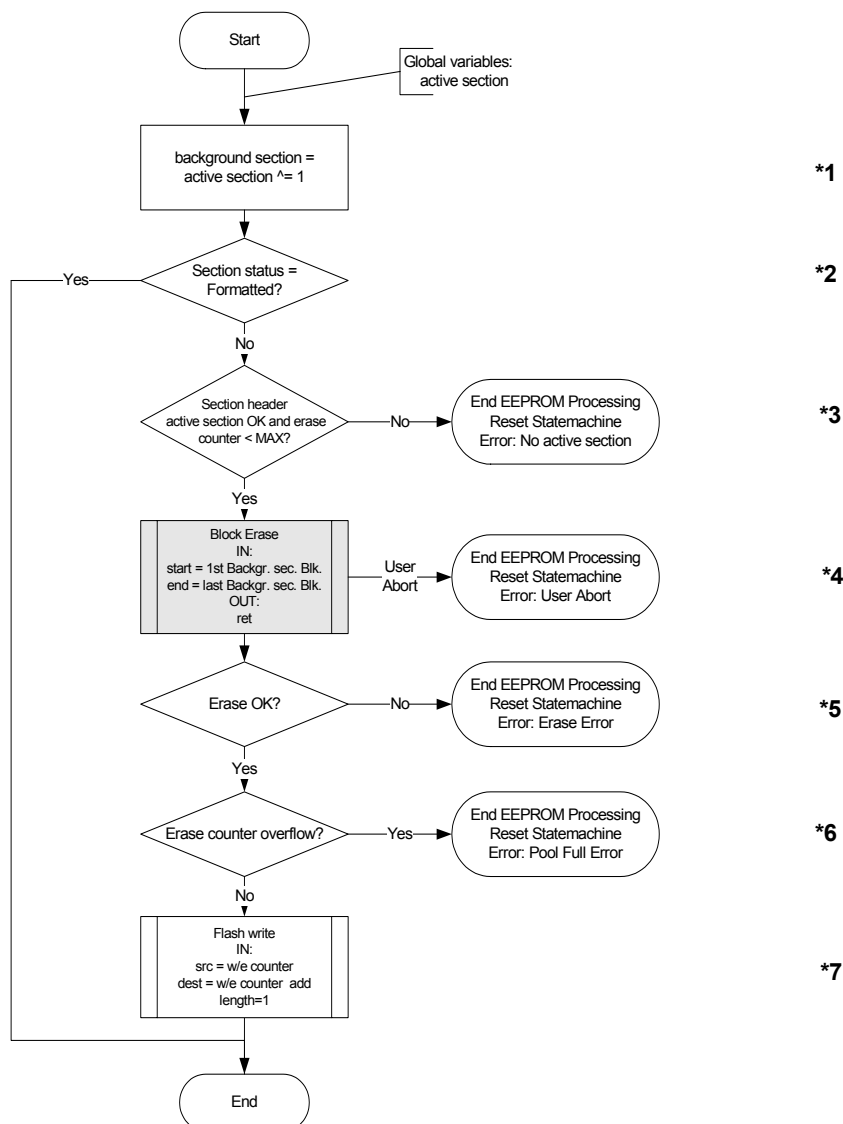 Start
Global variables:
active section
background section =
active section ^= 1
*1
Section status =
Formatted?
Yes
*2
No
Section header
active section OK and erase
counter < MAX?
No
End EEPROM Processing
Reset Statemachine
Error: No active section
*3
Yes
Block Erase
IN:
start = 1st Backgr. sec. Blk.
end = last Backgr. sec. Blk.
OUT:
ret
User
Abort
End EEPROM Processing
Reset Statemachine
Error: User Abort
*4
Erase OK?
No
End EEPROM Processing
Reset Statemachine
Error: Erase Error
*5
Yes
Erase counter overflow?
Yes
End EEPROM Processing
Reset Statemachine
Error: Pool Full Error
*6
No
Flash write
IN:
src = w/e counter
dest = w/e counter add
length=1
*7
End